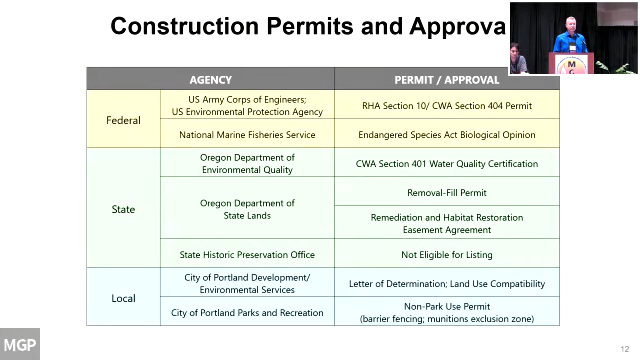 Construction Permits and Approva
AGENCY
PERMIT / APPROVAL
Federal
US Army Corps of Engineers;
US Environmental Protection Agency
RHA Section 10/ CWA Section 404 Permit
National Marine Fisheries Service
Endangered Species Act Biological Opinion
State
Oregon Department of
Environmental Quality
CWA Section 401 Water Quality Certification
Oregon Department of
State Lands
Removal-Fill Permit
Remediation and Habitat Restoration
Easement Agreement
State Historic Preservation Office
Not Eligible for Listing
Local
City of Portland Development/
Environmental Services
Letter of Determination; Land Use Compatibility
City of Portland Parks and Recreation
Non-Park Use Permit
(barrier fencing; munitions exclusion zone)
MGP
12